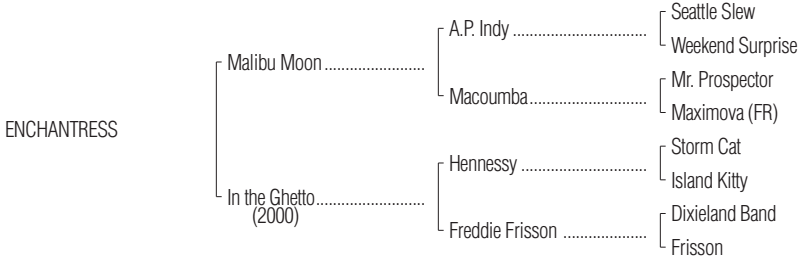 Seattle Slew
A.P. Indy ................................
Weekend Surprise
Malibu Moon ........................
Mr. Prospector
Macoumba............................
Maximova (FR)
ENCHANTRESS
Storm Cat
Hennessy ..............................
Island Kitty
In the Ghetto..........................
(2000)
Dixieland Band
Freddie Frisson ....................
Frisson